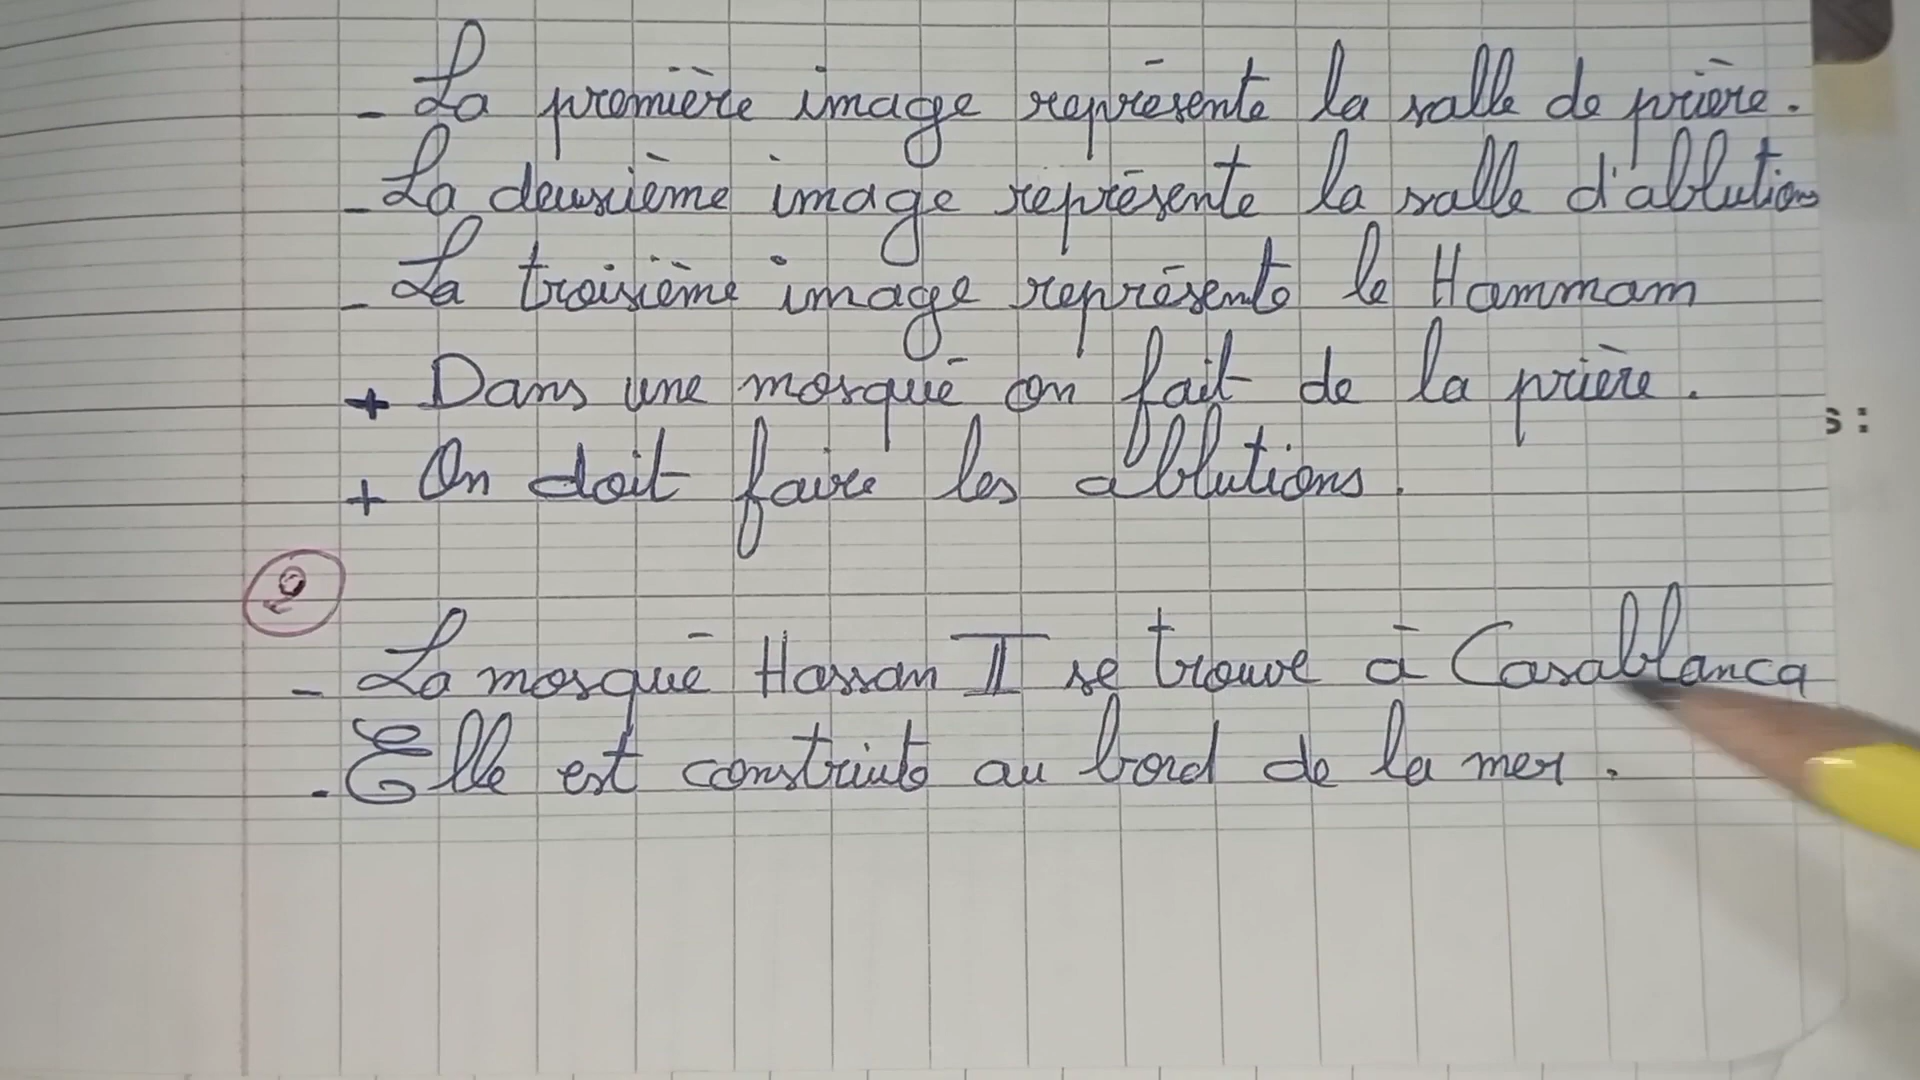 - La première image représente la salle de prière.
- La deuxième image représente la salle d'ablutions
- La troisième image représente le Hammam
+ Dans une mosqué on fait de la prière.
+ On doit faire les ablutions.
2
- La mosqué Hassan II se trouve à Casablanca
. Elle est construite au bord de la mer.
s :